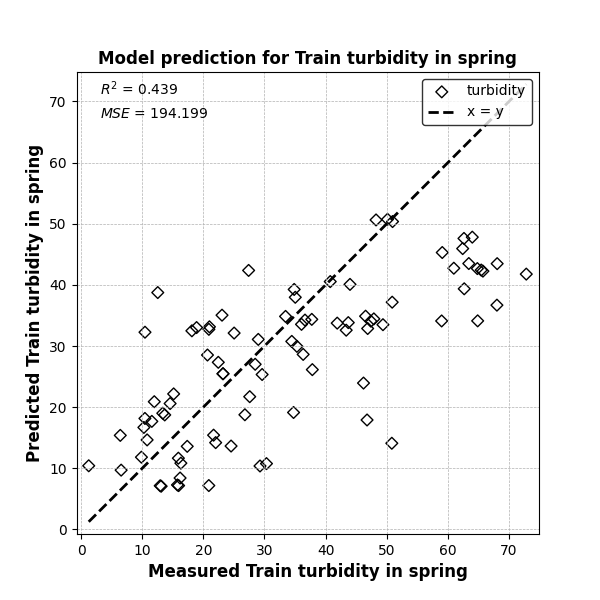 Model prediction for Train turbidity in spring
R² = 0.439
MSE = 194.199
turbidity
x = y
Predicted Train turbidity in spring
70
60
50
40
30
20
10
0
0 10 20 30 40 50 60 70
Measured Train turbidity in spring